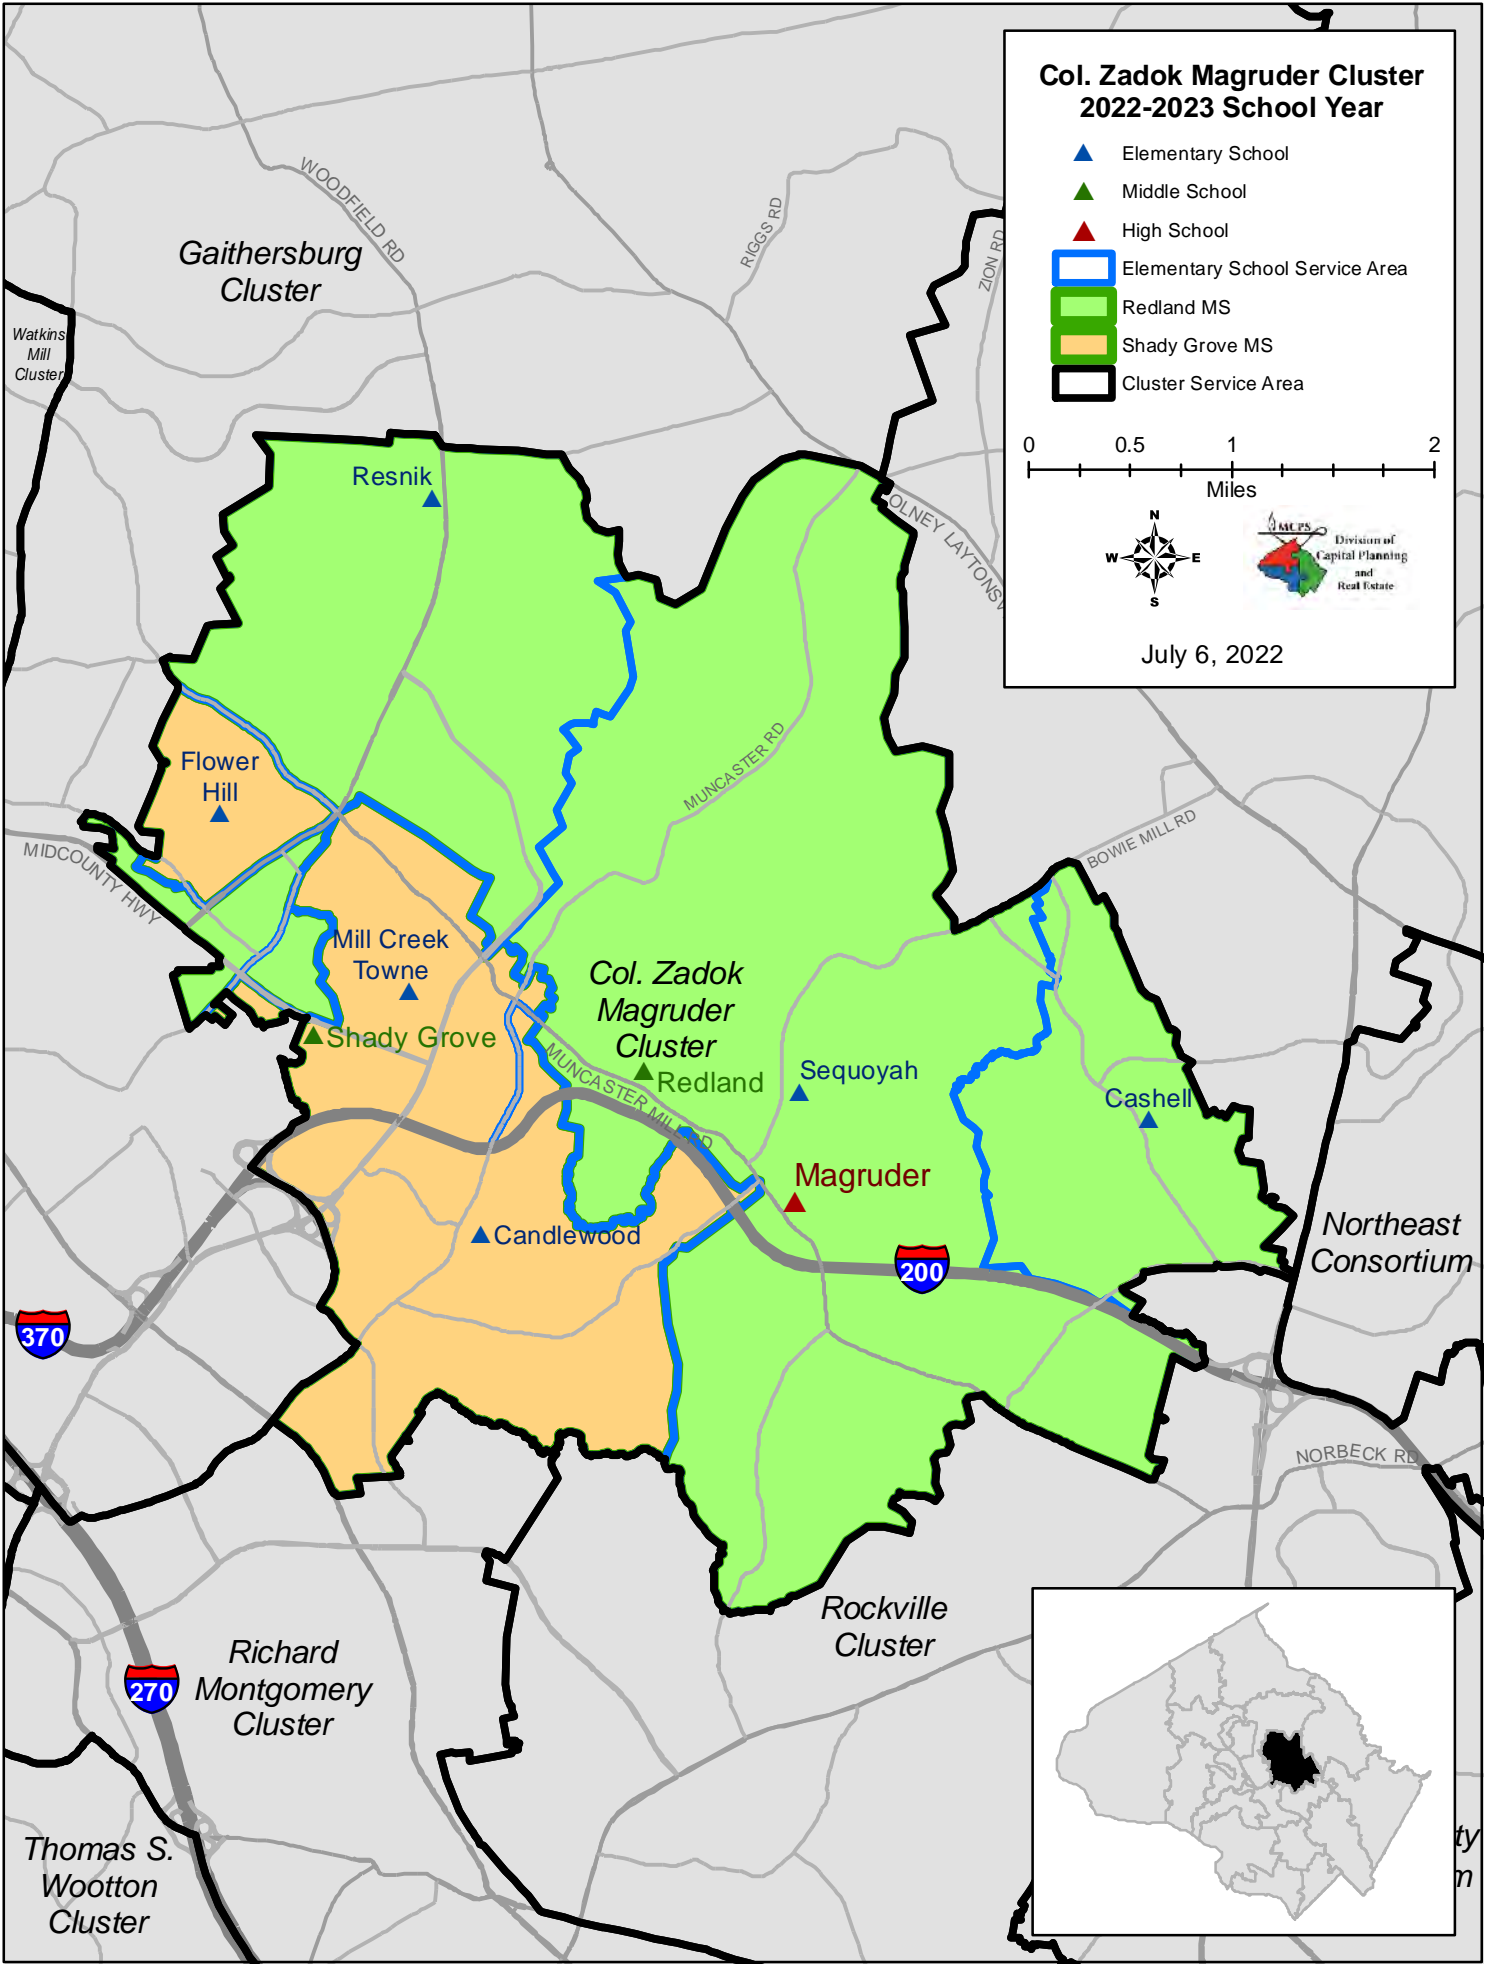 Col. Zadok Magruder Cluster
2022-2023 School Year
Elementary School
Middle School
High School
Elementary School Service Area
Redland MS
Shady Grove MS
Cluster Service Area
0 0.5 1 2
Miles
N
W E
S
MCPS
Division of
Capital Planning
and
Real Estate
July 6, 2022
WOODFIELD RD
RIGGS RD
ZION RD
Gaithersburg
Cluster
Watkins
Mill
Cluster
Resnik
OLNEY LAYTONSV
Flower
Hill
MUNCASTER RD
MIDCOUNTY HWY
BOWIE MILL RD
Mill Creek
Towne
Col. Zadok
Magruder
Cluster
Shady Grove
MUNCASTER MILL RD
Redland
Sequoyah
Cashell
Magruder
Candlewood
200
Northeast
Consortium
370
NORBECK RD
Rockville
Cluster
Richard
Montgomery
Cluster
270
Thomas S.
Wootton
Cluster
ty
m